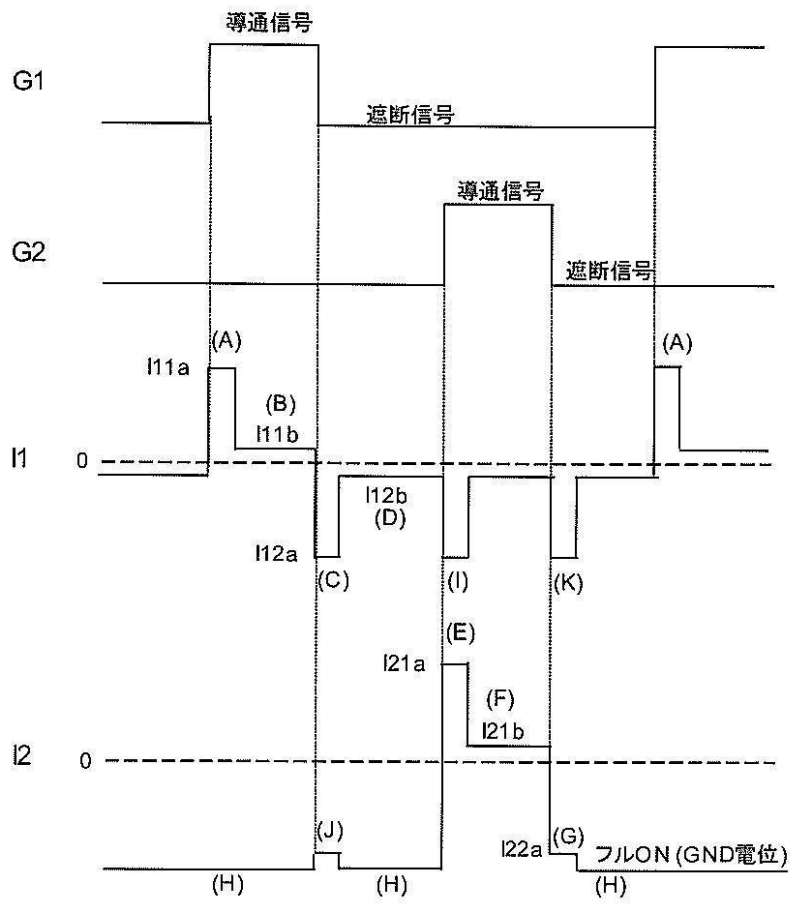 導通信号
G1
遮断信号
導通信号
G2
遮断信号
(A)
(A)
I11a
(B)
I11b
I1
0
I12b
(D)
I12a
(C)
(I)
(K)
(E)
I21a
(F)
I21b
I2
0
(J)
(G)
I22a
フルON (GND電位)
(H)
(H)
(H)